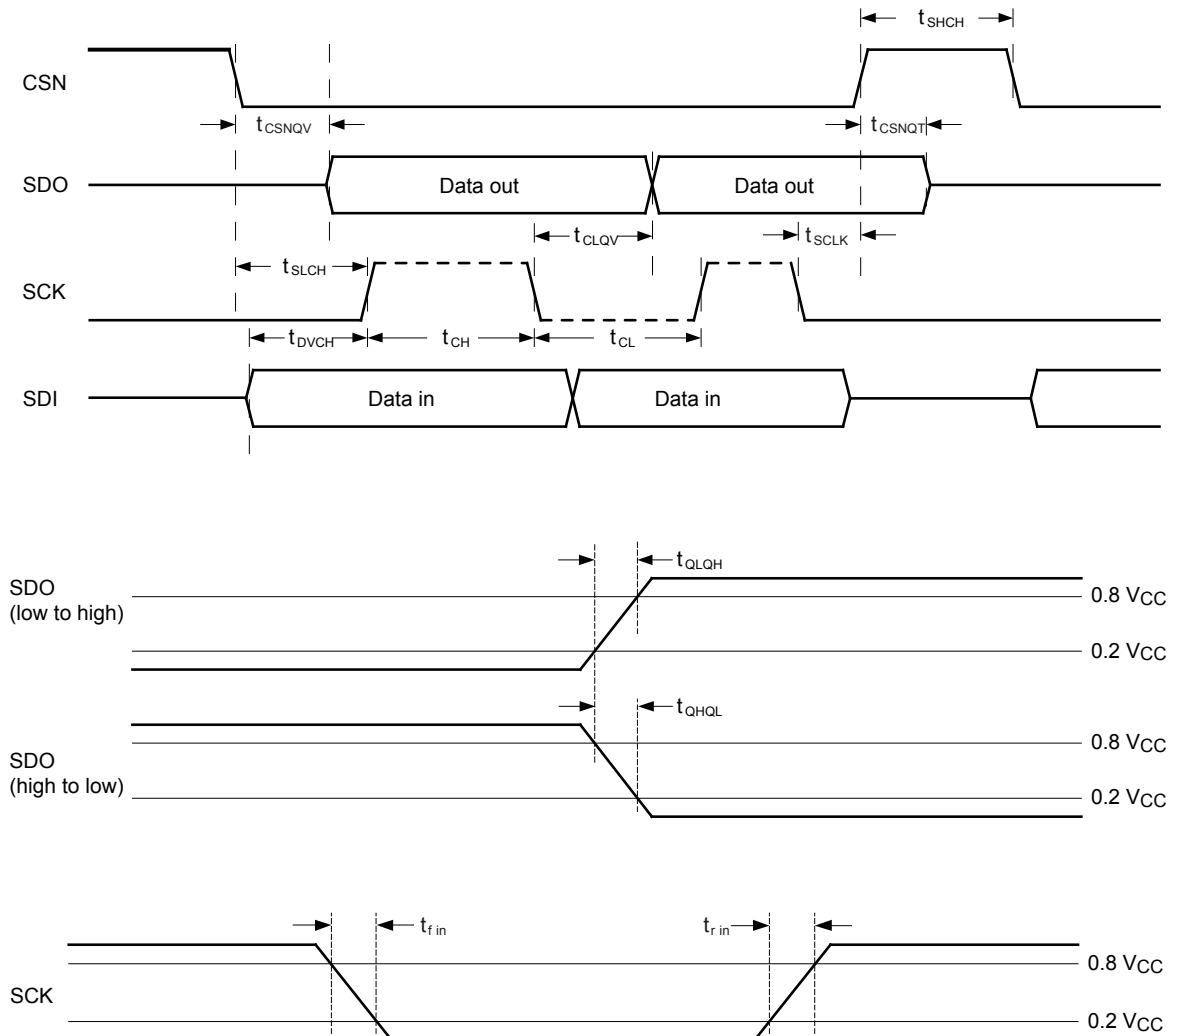 tSHCH
CSN
tCSNQV
tCSNQT
SDO
Data out
Data out
tCLQV
tSCLK
tSLCH
SCK
tDVCH
tCH
tCL
SDI
Data in
Data in
tQLQH
SDO
(low to high)
0.8 VCC
0.2 VCC
tQHQL
SDO
(high to low)
0.8 VCC
0.2 VCC
tf in
tr in
0.8 VCC
SCK
0.2 VCC